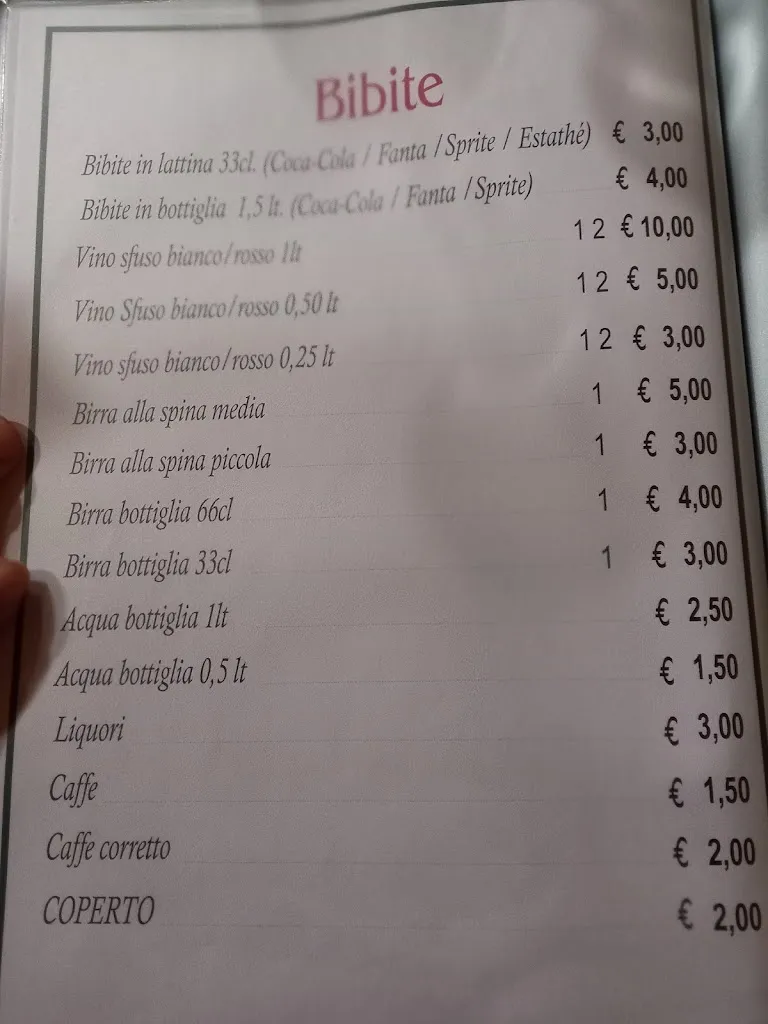 Bibite
Bibite in lattina 33cl. (Coca-Cola / Fanta / Sprite / Estathé) € 3,00
Bibite in bottiglia 1,5 lt. (Coca-Cola / Fanta / Sprite) € 4,00
Vino sfuso bianco/rosso 1lt 1 2 € 10,00
Vino Sfuso bianco/rosso 0,50 lt 1 2 € 5,00
Vino sfuso bianco/rosso 0,25 lt 1 2 € 3,00
Birra alla spina media 1 € 5,00
Birra alla spina piccola 1 € 3,00
Birra bottiglia 66cl 1 € 4,00
Birra bottiglia 33cl 1 € 3,00
Acqua bottiglia 1lt € 2,50
Acqua bottiglia 0,5 lt € 1,50
Liquori € 3,00
Caffe € 1,50
Caffe corretto € 2,00
COPERTO € 2,00